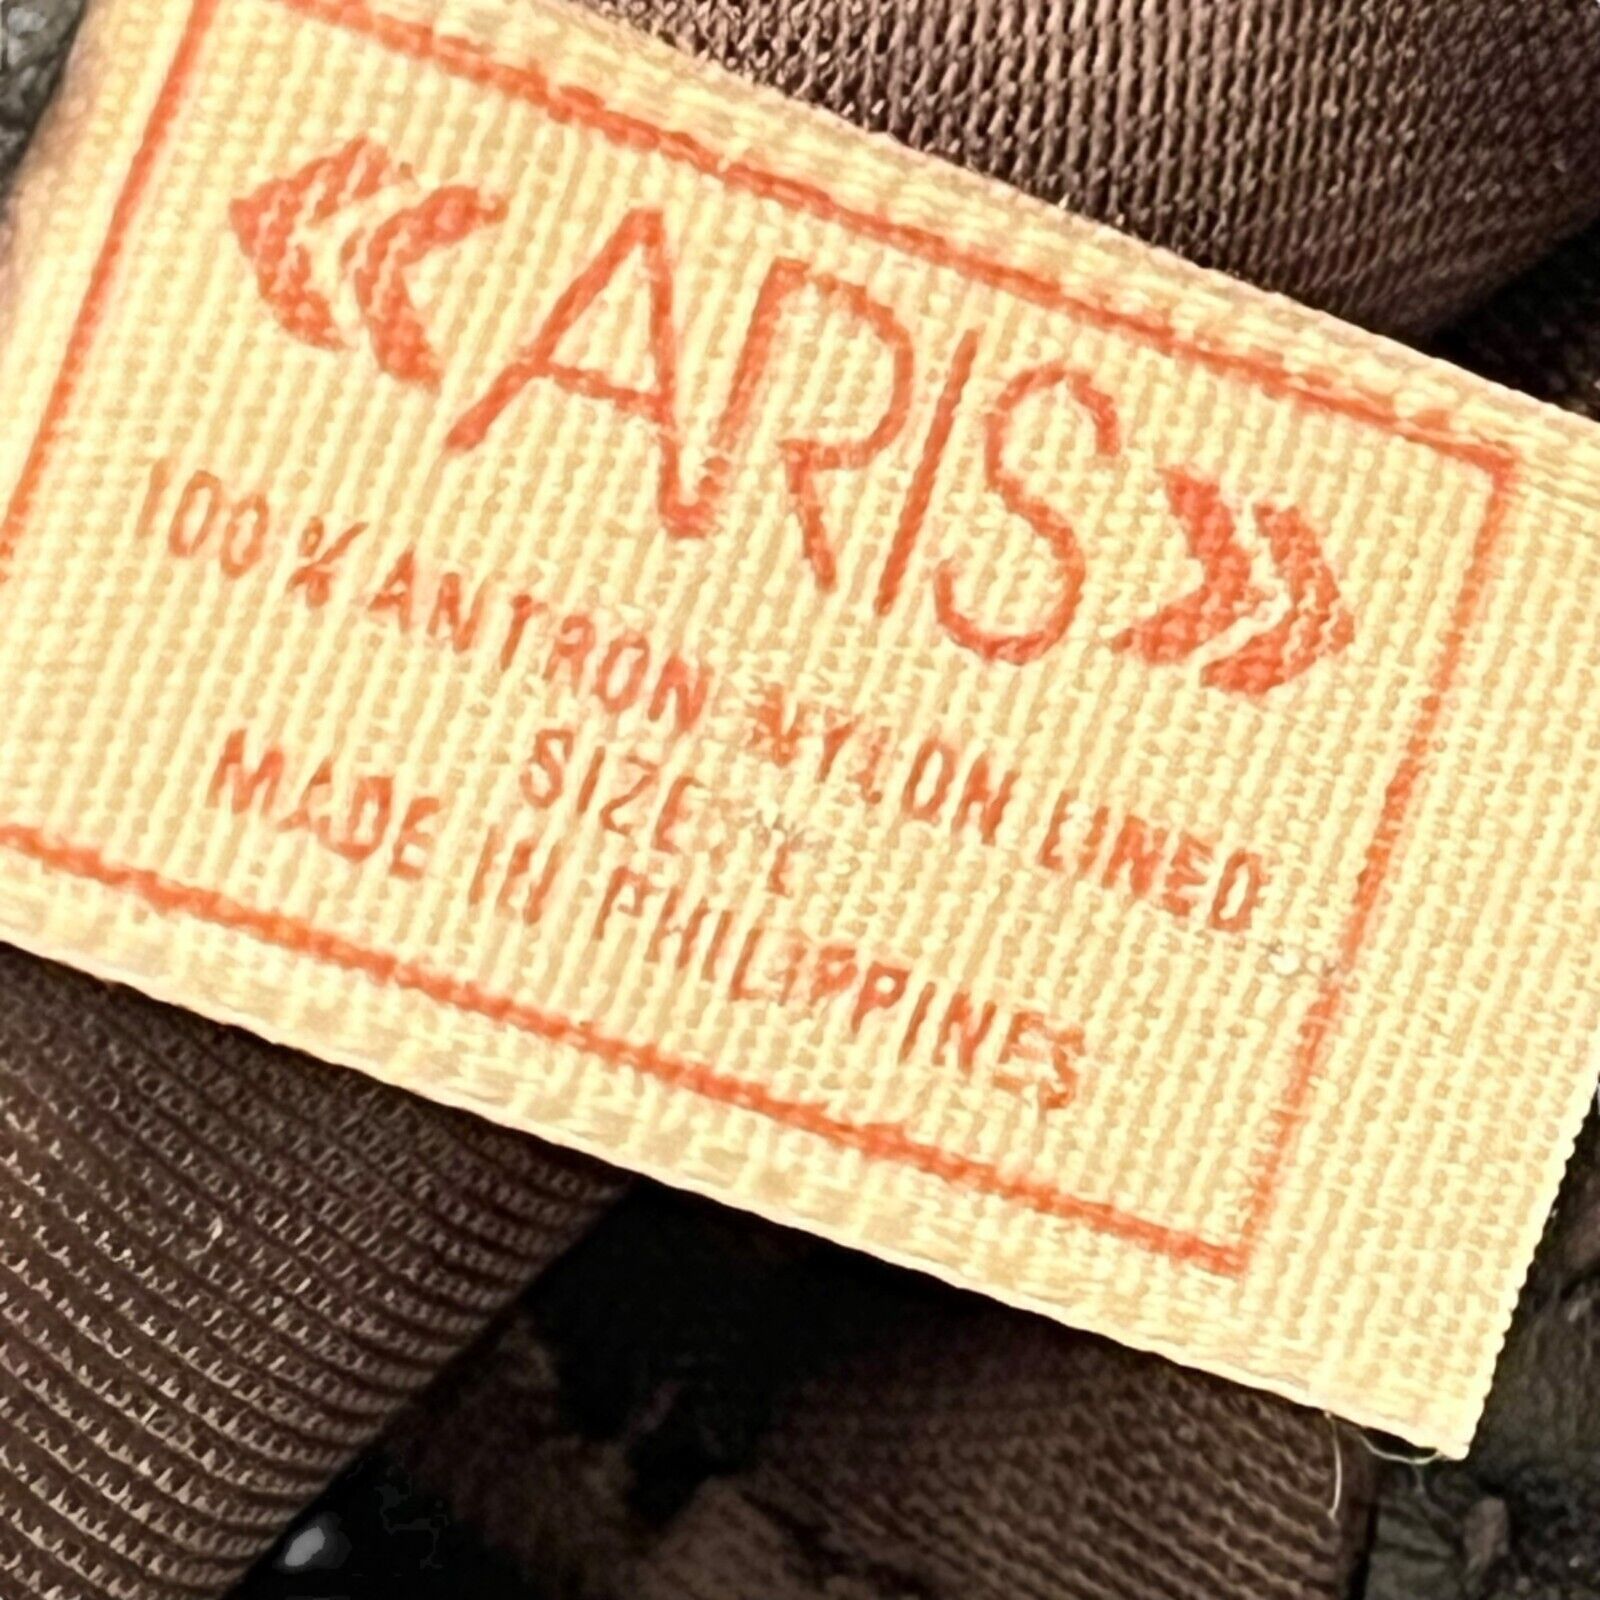 «ARIS»
100% ANTRON NYLON LINED
SIZE: L
MADE IN PHILIPPINES